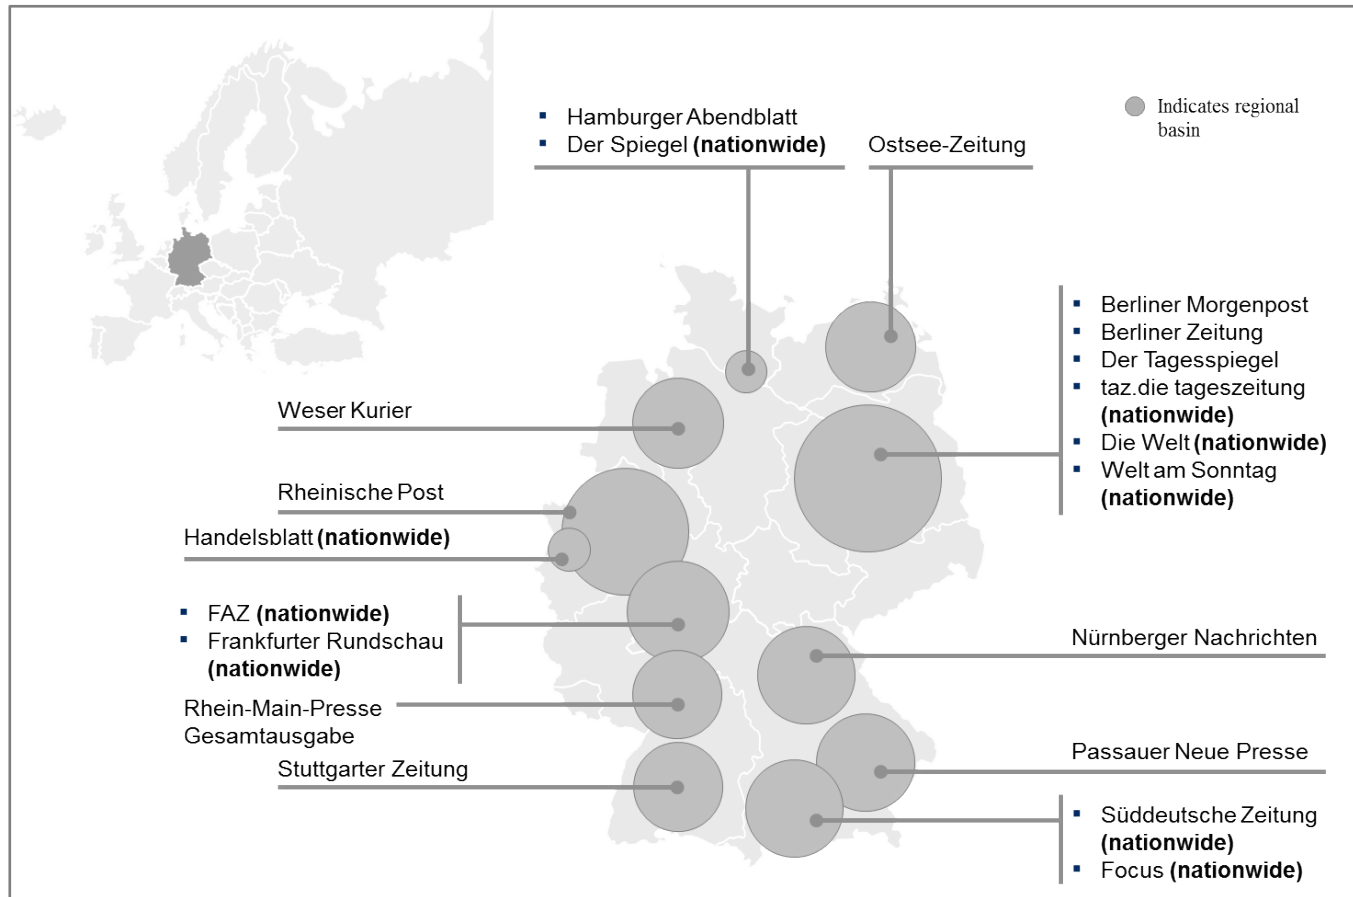 Hamburger Abendblatt
Der Spiegel (nationwide)
Ostsee-Zeitung
Indicates regional
basin
Berliner Morgenpost
Berliner Zeitung
Der Tagesspiegel
taz.die tageszeitung
(nationwide)
Die Welt (nationwide)
Welt am Sonntag
(nationwide)
Weser Kurier
Rheinische Post
Handelsblatt (nationwide)
FAZ (nationwide)
Frankfurter Rundschau
(nationwide)
Rhein-Main-Presse
Gesamtausgabe
Stuttgarter Zeitung
Nürnberger Nachrichten
Passauer Neue Presse
Süddeutsche Zeitung
(nationwide)
Focus (nationwide)